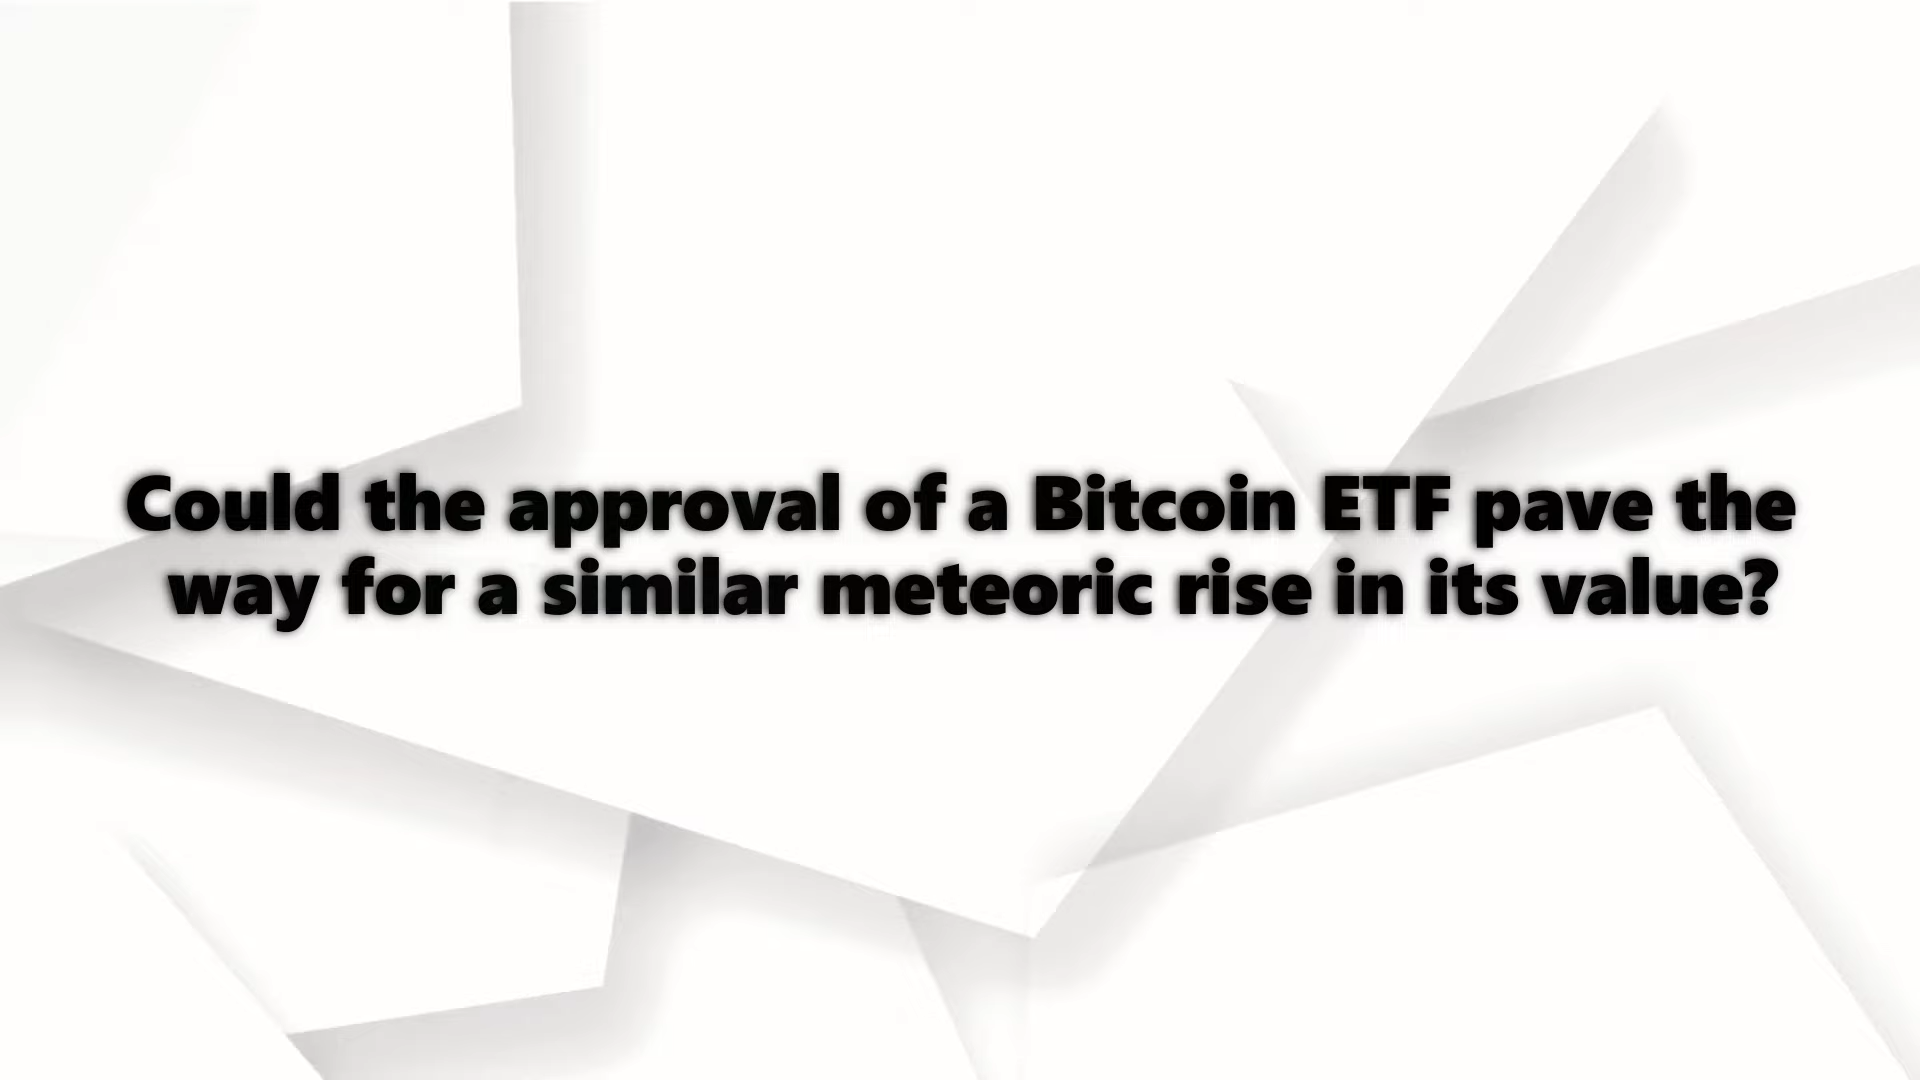 Could the approval of a Bitcoin ETF pave the
way for a similar meteoric rise in its value?